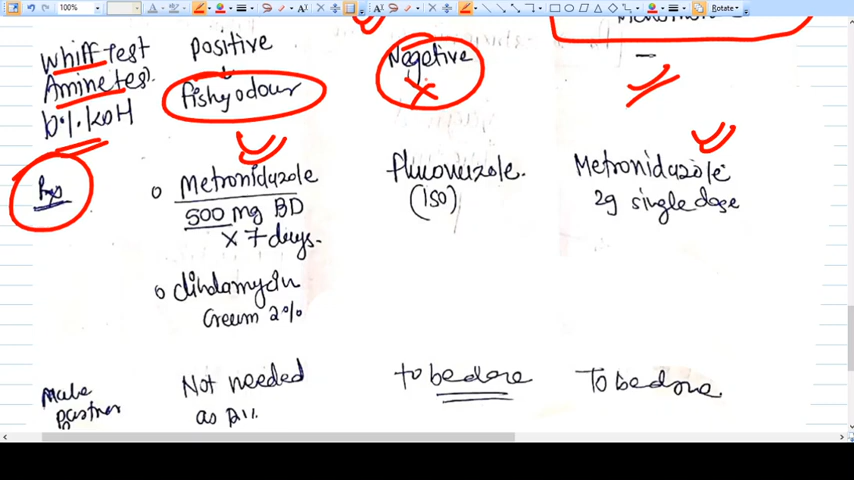 100%
Rotate
Whiff Test
Amine test.
10% KOH
positive
fishy odour
Negative
Rx
Metronidazole
500 mg BD
x 7 days.
Clindamycin
Cream 2%
fluconazole.
(150)
Metronidazole
2g single dose
Male
partner
Not needed
as
to be done
To be done